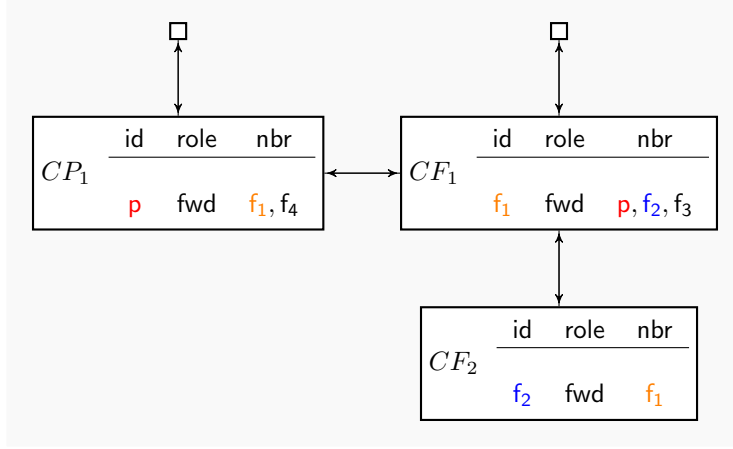 id role nbr
CP₁
p fwd f₁, f₄
id role nbr
CF₁
f₁ fwd p, f₂, f₃
id role nbr
CF₂
f₂ fwd f₁